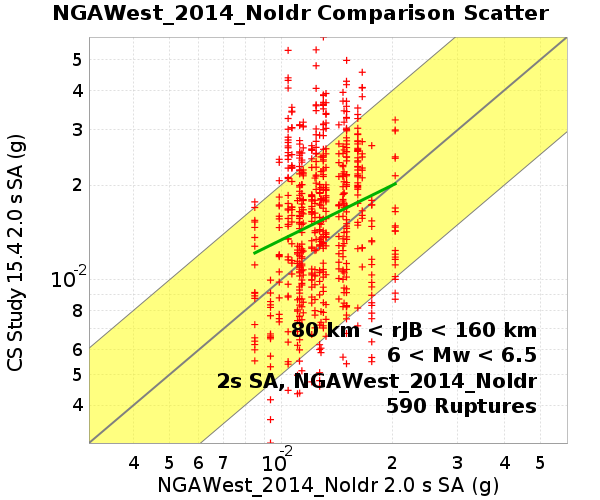 NGAWest_2014_NoIdr Comparison Scatter
CS Study 15.4 2.0 s SA (g)
5
4
3
2
10-2
8
6
5
4
80 km < rJB < 160 km
6 < Mw < 6.5
2s SA, NGAWest_2014_NoIdr
590 Ruptures
4 5 6 7 10-2 2 3 4 5
NGAWest_2014_NoIdr 2.0 s SA (g)